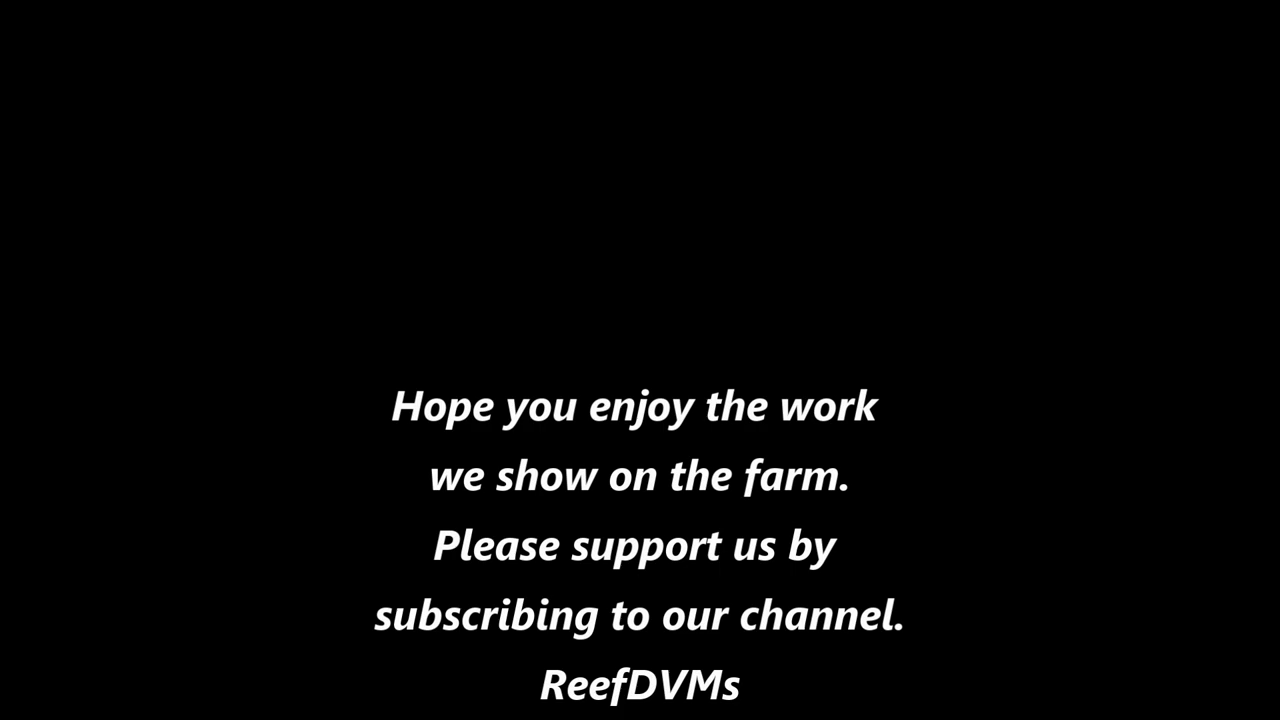 Hope you enjoy the work
we show on the farm.
Please support us by
subscribing to our channel.
ReefDVMs